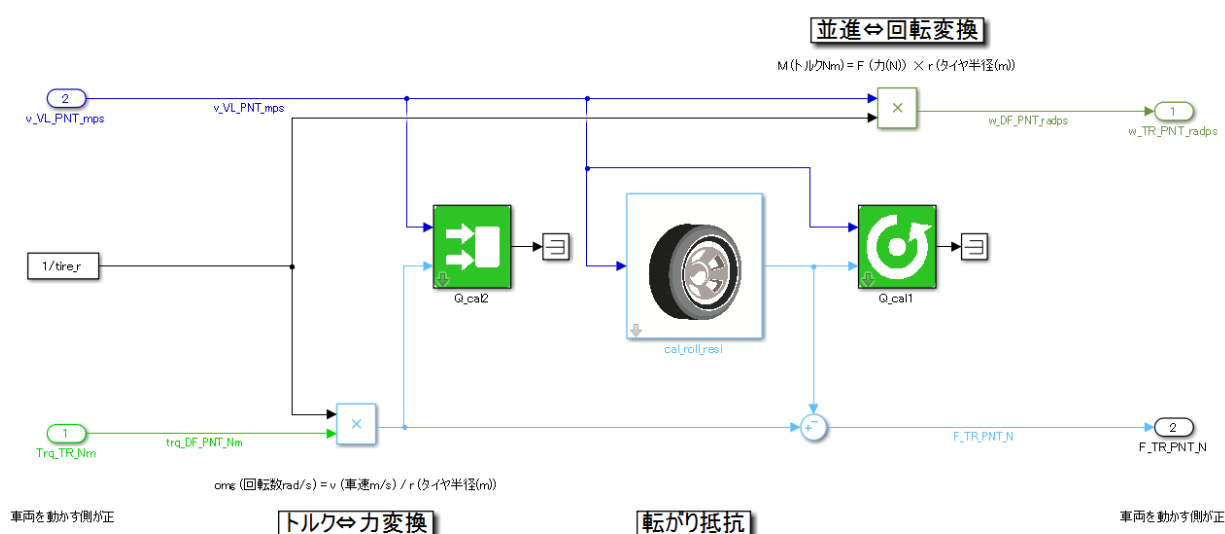 並進⇔回転変換
M(トルクNm) = F (力(N)) × r (タイヤ半径(m))
2
v_VL_PNT_mps
v_VL_PNT_mps
×
w_DF_PNT_radps
1
w_TR_PNT_radps
1/tire_r
Q_cal2
cal_roll_resi
Q_cal1
1
Trq_TR_Nm
trq_DF_PNT_Nm
×
+
−
F_TR_PNT_N
2
F_TR_PNT_N
omg (回転数rad/s) = v (車速m/s) / r (タイヤ半径(m))
車両を動かす側が正
トルク⇔力変換
転がり抵抗
車両を動かす側が正